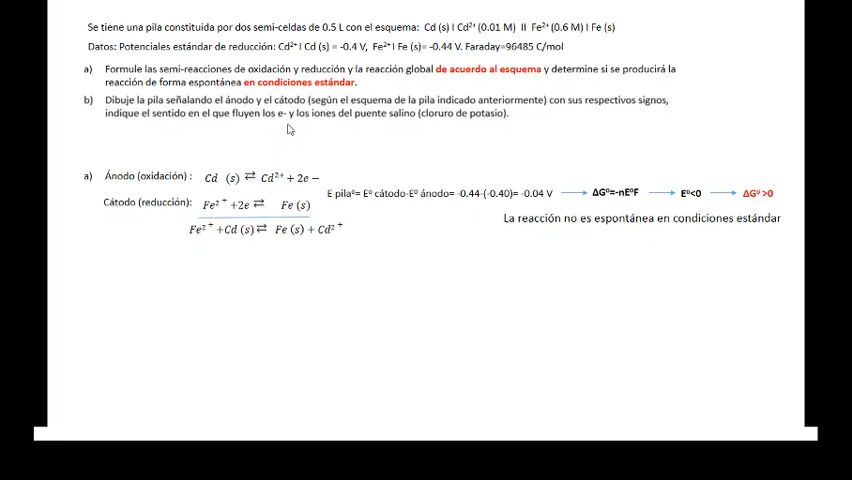 Se tiene una pila constituida por dos semi-celdas de 0.5 L con el esquema: Cd (s) I Cd²⁺ (0.01 M) II Fe²⁺ (0.6 M) I Fe (s)
Datos: Potenciales estándar de reducción: Cd²⁺ I Cd (s) = -0.4 V, Fe²⁺ I Fe (s)= -0.44 V. Faraday=96485 C/mol
a) Formule las semi-reacciones de oxidación y reducción y la reacción global de acuerdo al esquema y determine si se producirá la
reacción de forma espontánea en condiciones estándar.
b) Dibuje la pila señalando el ánodo y el cátodo (según el esquema de la pila indicado anteriormente) con sus respectivos signos,
indique el sentido en el que fluyen los e- y los iones del puente salino (cloruro de potasio).
a) Ánodo (oxidación) : Cd (s) ⇄ Cd²⁺ + 2e −
Cátodo (reducción): Fe²⁺ +2e ⇄ Fe (s)
E pilaº= Eº cátodo-Eº ánodo= -0.44-(-0.40)= -0.04 V → ΔGº=-nEºF → Eº<0 → ΔGº >0
La reacción no es espontánea en condiciones estándar
Fe²⁺ +Cd (s) ⇄ Fe (s) + Cd²⁺